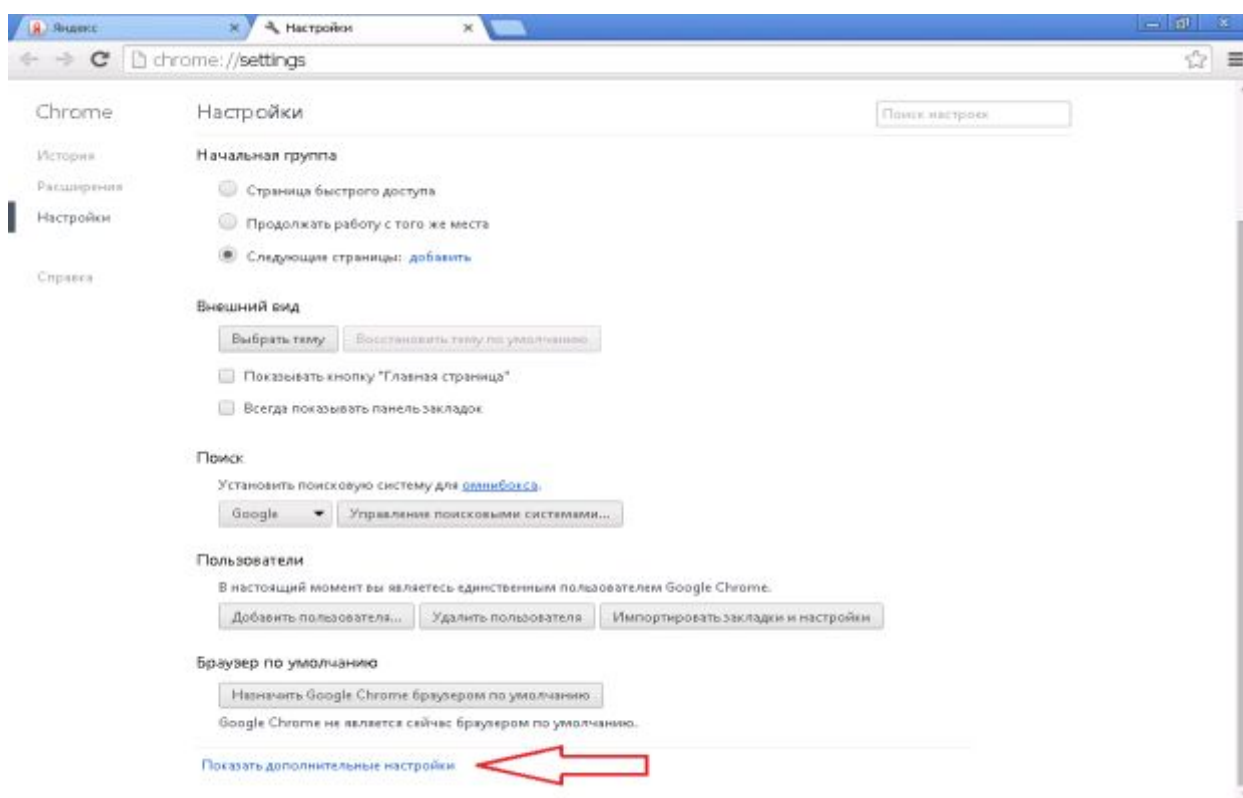 Яндекс
Настройки
chrome://settings
Chrome
Настройки
Поиск настроек
История
Расширения
Настройки
Справка
Начальная группа
Страница быстрого доступа
Продолжать работу с того же места
Следующие страницы: добавить
Внешний вид
Выбрать тему
Восстановить тему по умолчанию
Показывать кнопку "Главная страница"
Всегда показывать панель закладок
Поиск
Установить поисковую систему для омнибокса.
Google
Управление поисковыми системами...
Пользователи
В настоящий момент вы являетесь единственным пользователем Google Chrome.
Добавить пользователя...
Удалить пользователя
Импортировать закладки и настройки
Браузер по умолчанию
Назначить Google Chrome браузером по умолчанию
Google Chrome не является сейчас браузером по умолчанию.
Показать дополнительные настройки